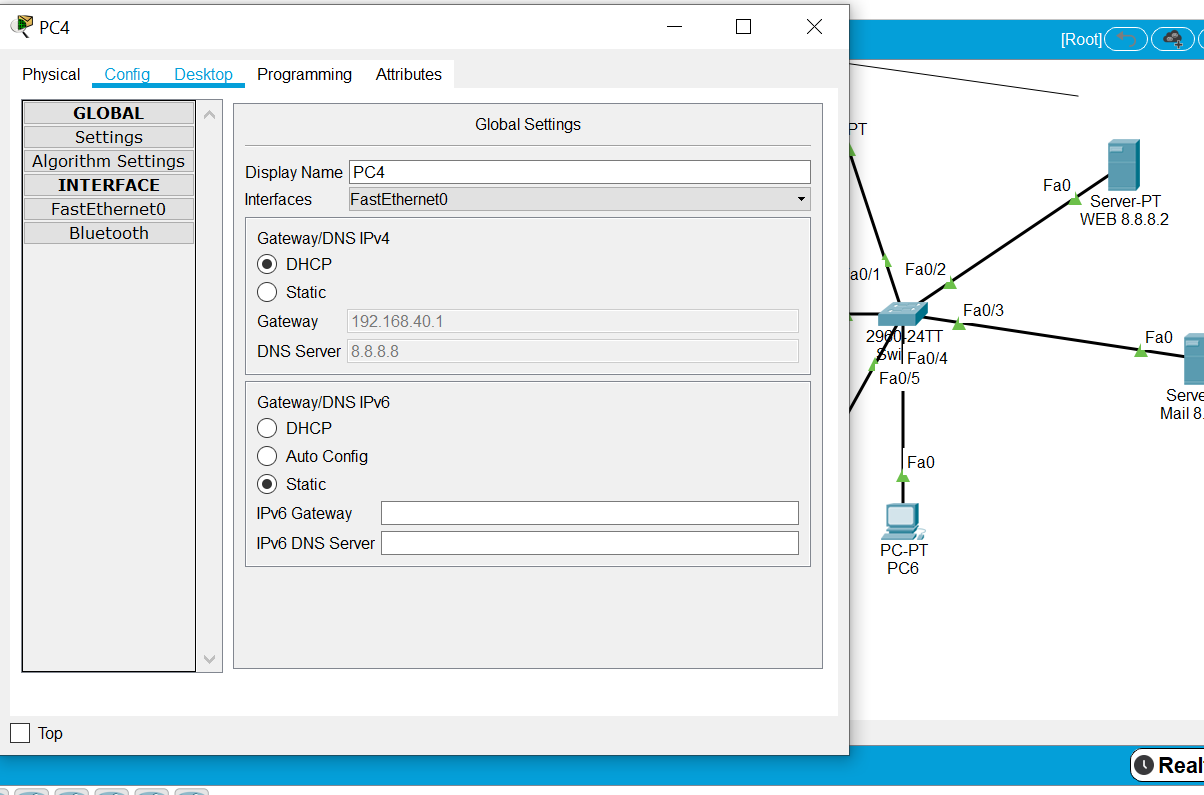 PC4
Physical Config Desktop Programming Attributes
GLOBAL
Settings
Algorithm Settings
INTERFACE
FastEthernet0
Bluetooth
Global Settings
Display Name PC4
Interfaces FastEthernet0
Gateway/DNS IPv4
DHCP
Static
Gateway 192.168.40.1
DNS Server 8.8.8.8
Gateway/DNS IPv6
DHCP
Auto Config
Static
IPv6 Gateway
IPv6 DNS Server
Top
[Root]
PT
Fa0
Server-PT
WEB 8.8.8.2
a0/1
Fa0/2
Fa0/3
2960-24TT
Swi
Fa0/4
Fa0/5
Fa0
Serve
Mail 8.
Fa0
PC-PT
PC6
Realt